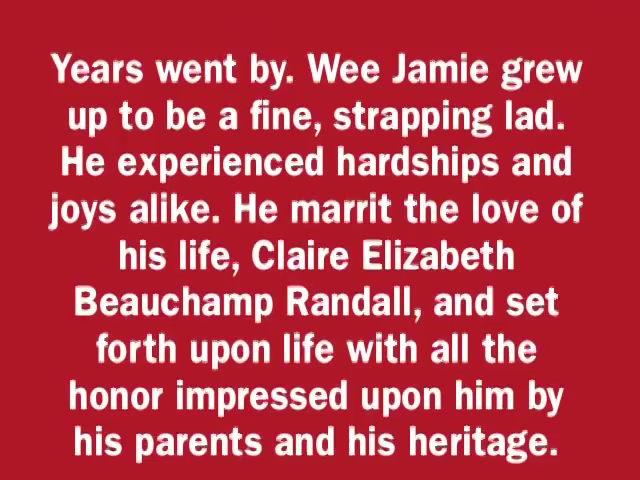 Years went by. Wee Jamie grew
up to be a fine, strapping lad.
He experienced hardships and
joys alike. He marrit the love of
his life, Claire Elizabeth
Beauchamp Randall, and set
forth upon life with all the
honor impressed upon him by
his parents and his heritage.